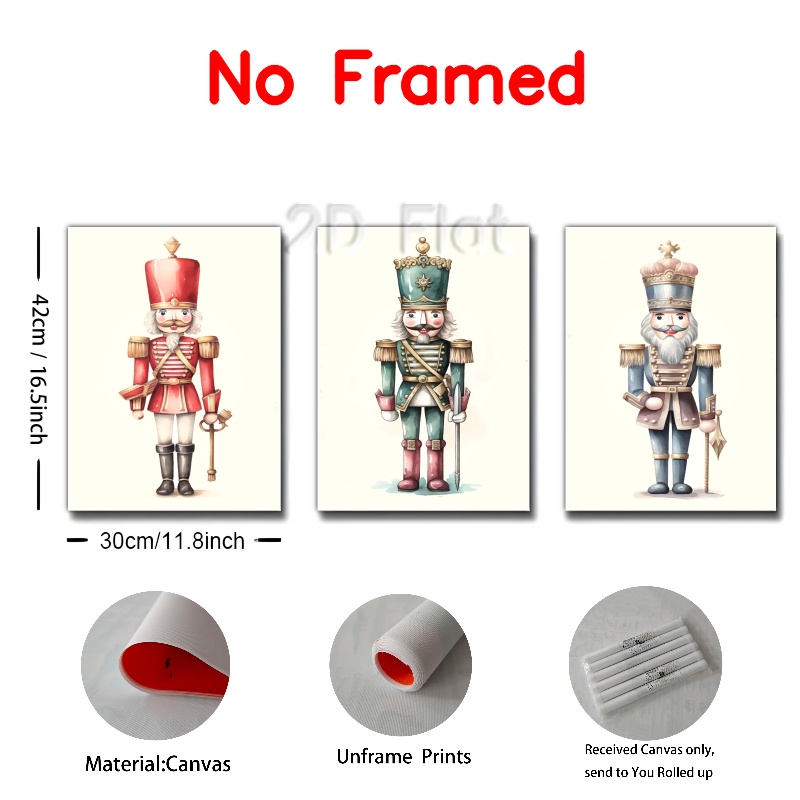 No Framed
2D Flat
42cm / 16.5inch
30cm/11.8inch
Material:Canvas
Unframe Prints
Received Canvas only,
send to You Rolled up